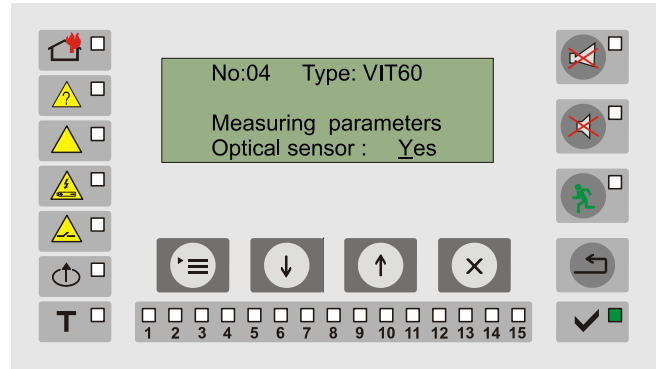 No:04 Type: VIT60
Measuring parameters
Optical sensor : Yes
?
T
1 2 3 4 5 6 7 8 9 10 11 12 13 14 15